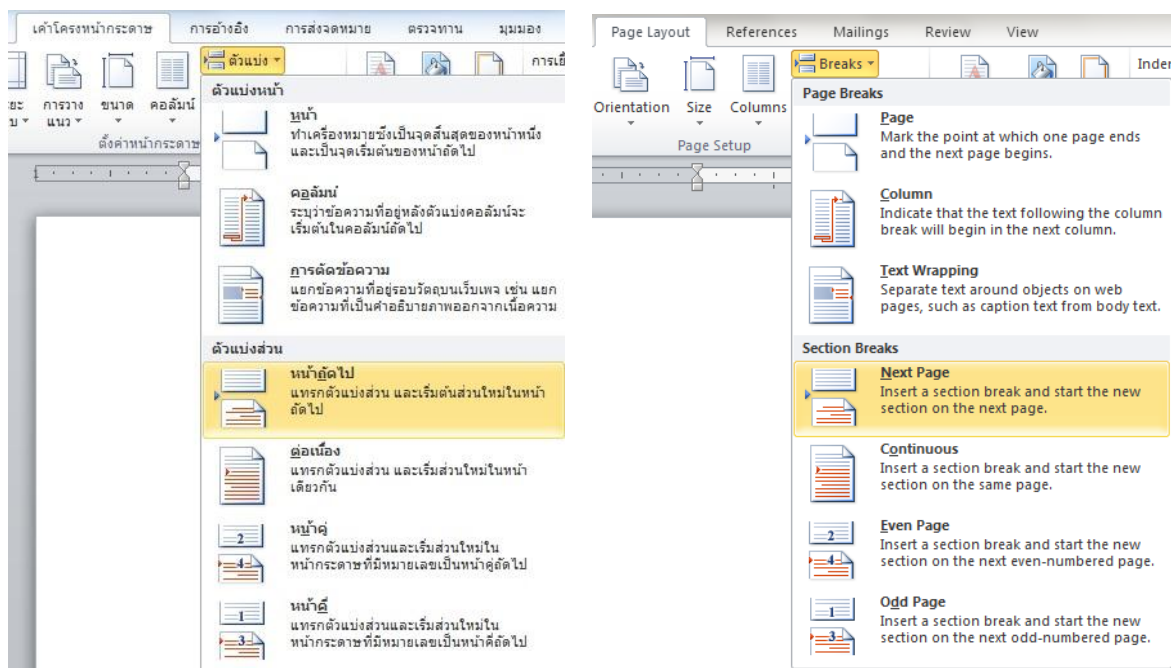 เค้าโครงหน้ากระดาษ การอ้างอิง การส่งจดหมาย ตรวจทาน มุมมอง
ตัวแบ่ง
การวาง ขนาด คอลัมน์
แนว
ตั้งค่าหน้ากระดาษ
ตัวแบ่งหน้า
หน้า
ทำเครื่องหมายซึ่งเป็นจุดสิ้นสุดของหน้าหนึ่ง
และเป็นจุดเริ่มต้นของหน้าถัดไป
คอลัมน์
ระบุว่าข้อความที่อยู่หลังตัวแบ่งคอลัมน์จะ
เริ่มต้นในคอลัมน์ถัดไป
การตัดข้อความ
แยกข้อความที่อยู่รอบวัตถุบนเว็บเพจ เช่น แยก
ข้อความที่เป็นคำอธิบายภาพออกจากเนื้อความ
ตัวแบ่งส่วน
หน้าถัดไป
แทรกตัวแบ่งส่วน และเริ่มต้นส่วนใหม่ในหน้า
ถัดไป
ต่อเนื่อง
แทรกตัวแบ่งส่วน และเริ่มส่วนใหม่ในหน้า
เดียวกัน
หน้าคู่
แทรกตัวแบ่งส่วนและเริ่มส่วนใหม่ใน
หน้ากระดาษที่มีหมายเลขเป็นหน้าคู่ถัดไป
หน้าคี่
แทรกตัวแบ่งส่วนและเริ่มส่วนใหม่ใน
หน้ากระดาษที่มีหมายเลขเป็นหน้าคี่ถัดไป
Page Layout References Mailings Review View
Breaks
Orientation Size Columns
Page Setup
Page Breaks
Page
Mark the point at which one page ends
and the next page begins.
Column
Indicate that the text following the column
break will begin in the next column.
Text Wrapping
Separate text around objects on web
pages, such as caption text from body text.
Section Breaks
Next Page
Insert a section break and start the new
section on the next page.
Continuous
Insert a section break and start the new
section on the same page.
Even Page
Insert a section break and start the new
section on the next even-numbered page.
Odd Page
Insert a section break and start the new
section on the next odd-numbered page.